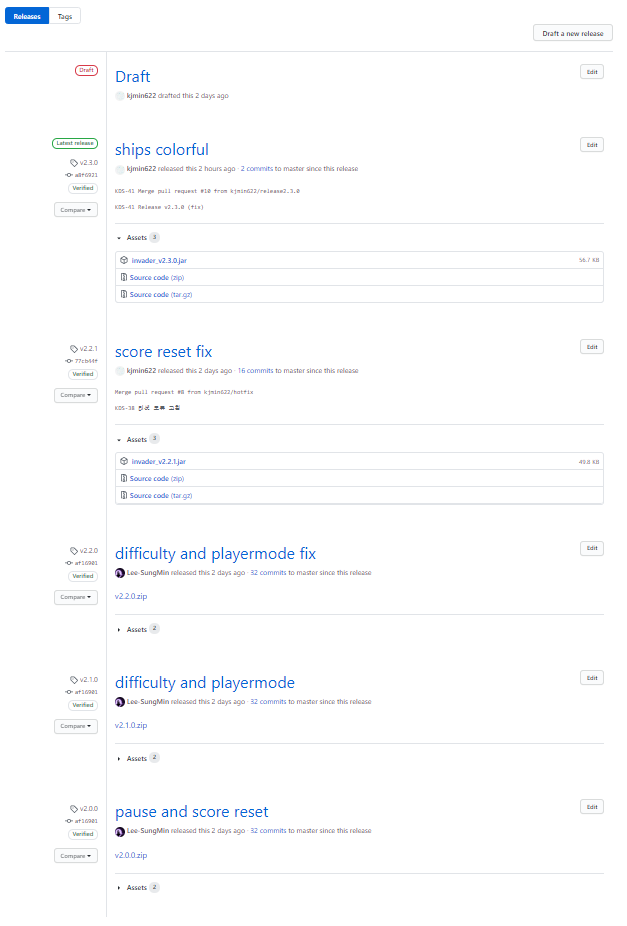 Releases Tags
Draft a new release
Draft
Draft
Edit
kjmin622 drafted this 2 days ago
Latest release
v2.3.0
a8f6931
Verified
Compare
ships colorful
Edit
kjmin622 released this 2 hours ago · 2 commits to master since this release
KDS-41 Merge pull request #10 from kjmin622/release2.3.0
KDS-41 Release v2.3.0 (fix)
Assets 3
invader_v2.3.0.jar 56.7 KB
Source code (zip)
Source code (tar.gz)
v2.2.1
77cb44f
Verified
Compare
score reset fix
Edit
kjmin622 released this 2 days ago · 16 commits to master since this release
Merge pull request #8 from kjmin622/hotfix
KDS-38
Assets 3
invader_v2.2.1.jar 49.8 KB
Source code (zip)
Source code (tar.gz)
v2.2.0
af16901
Verified
Compare
difficulty and playermode fix
Edit
Lee-SungMin released this 2 days ago · 32 commits to master since this release
v2.2.0.zip
Assets 2
v2.1.0
af16901
Verified
Compare
difficulty and playermode
Edit
Lee-SungMin released this 2 days ago · 32 commits to master since this release
v2.1.0.zip
Assets 2
v2.0.0
af16901
Verified
Compare
pause and score reset
Edit
Lee-SungMin released this 2 days ago · 32 commits to master since this release
v2.0.0.zip
Assets 2